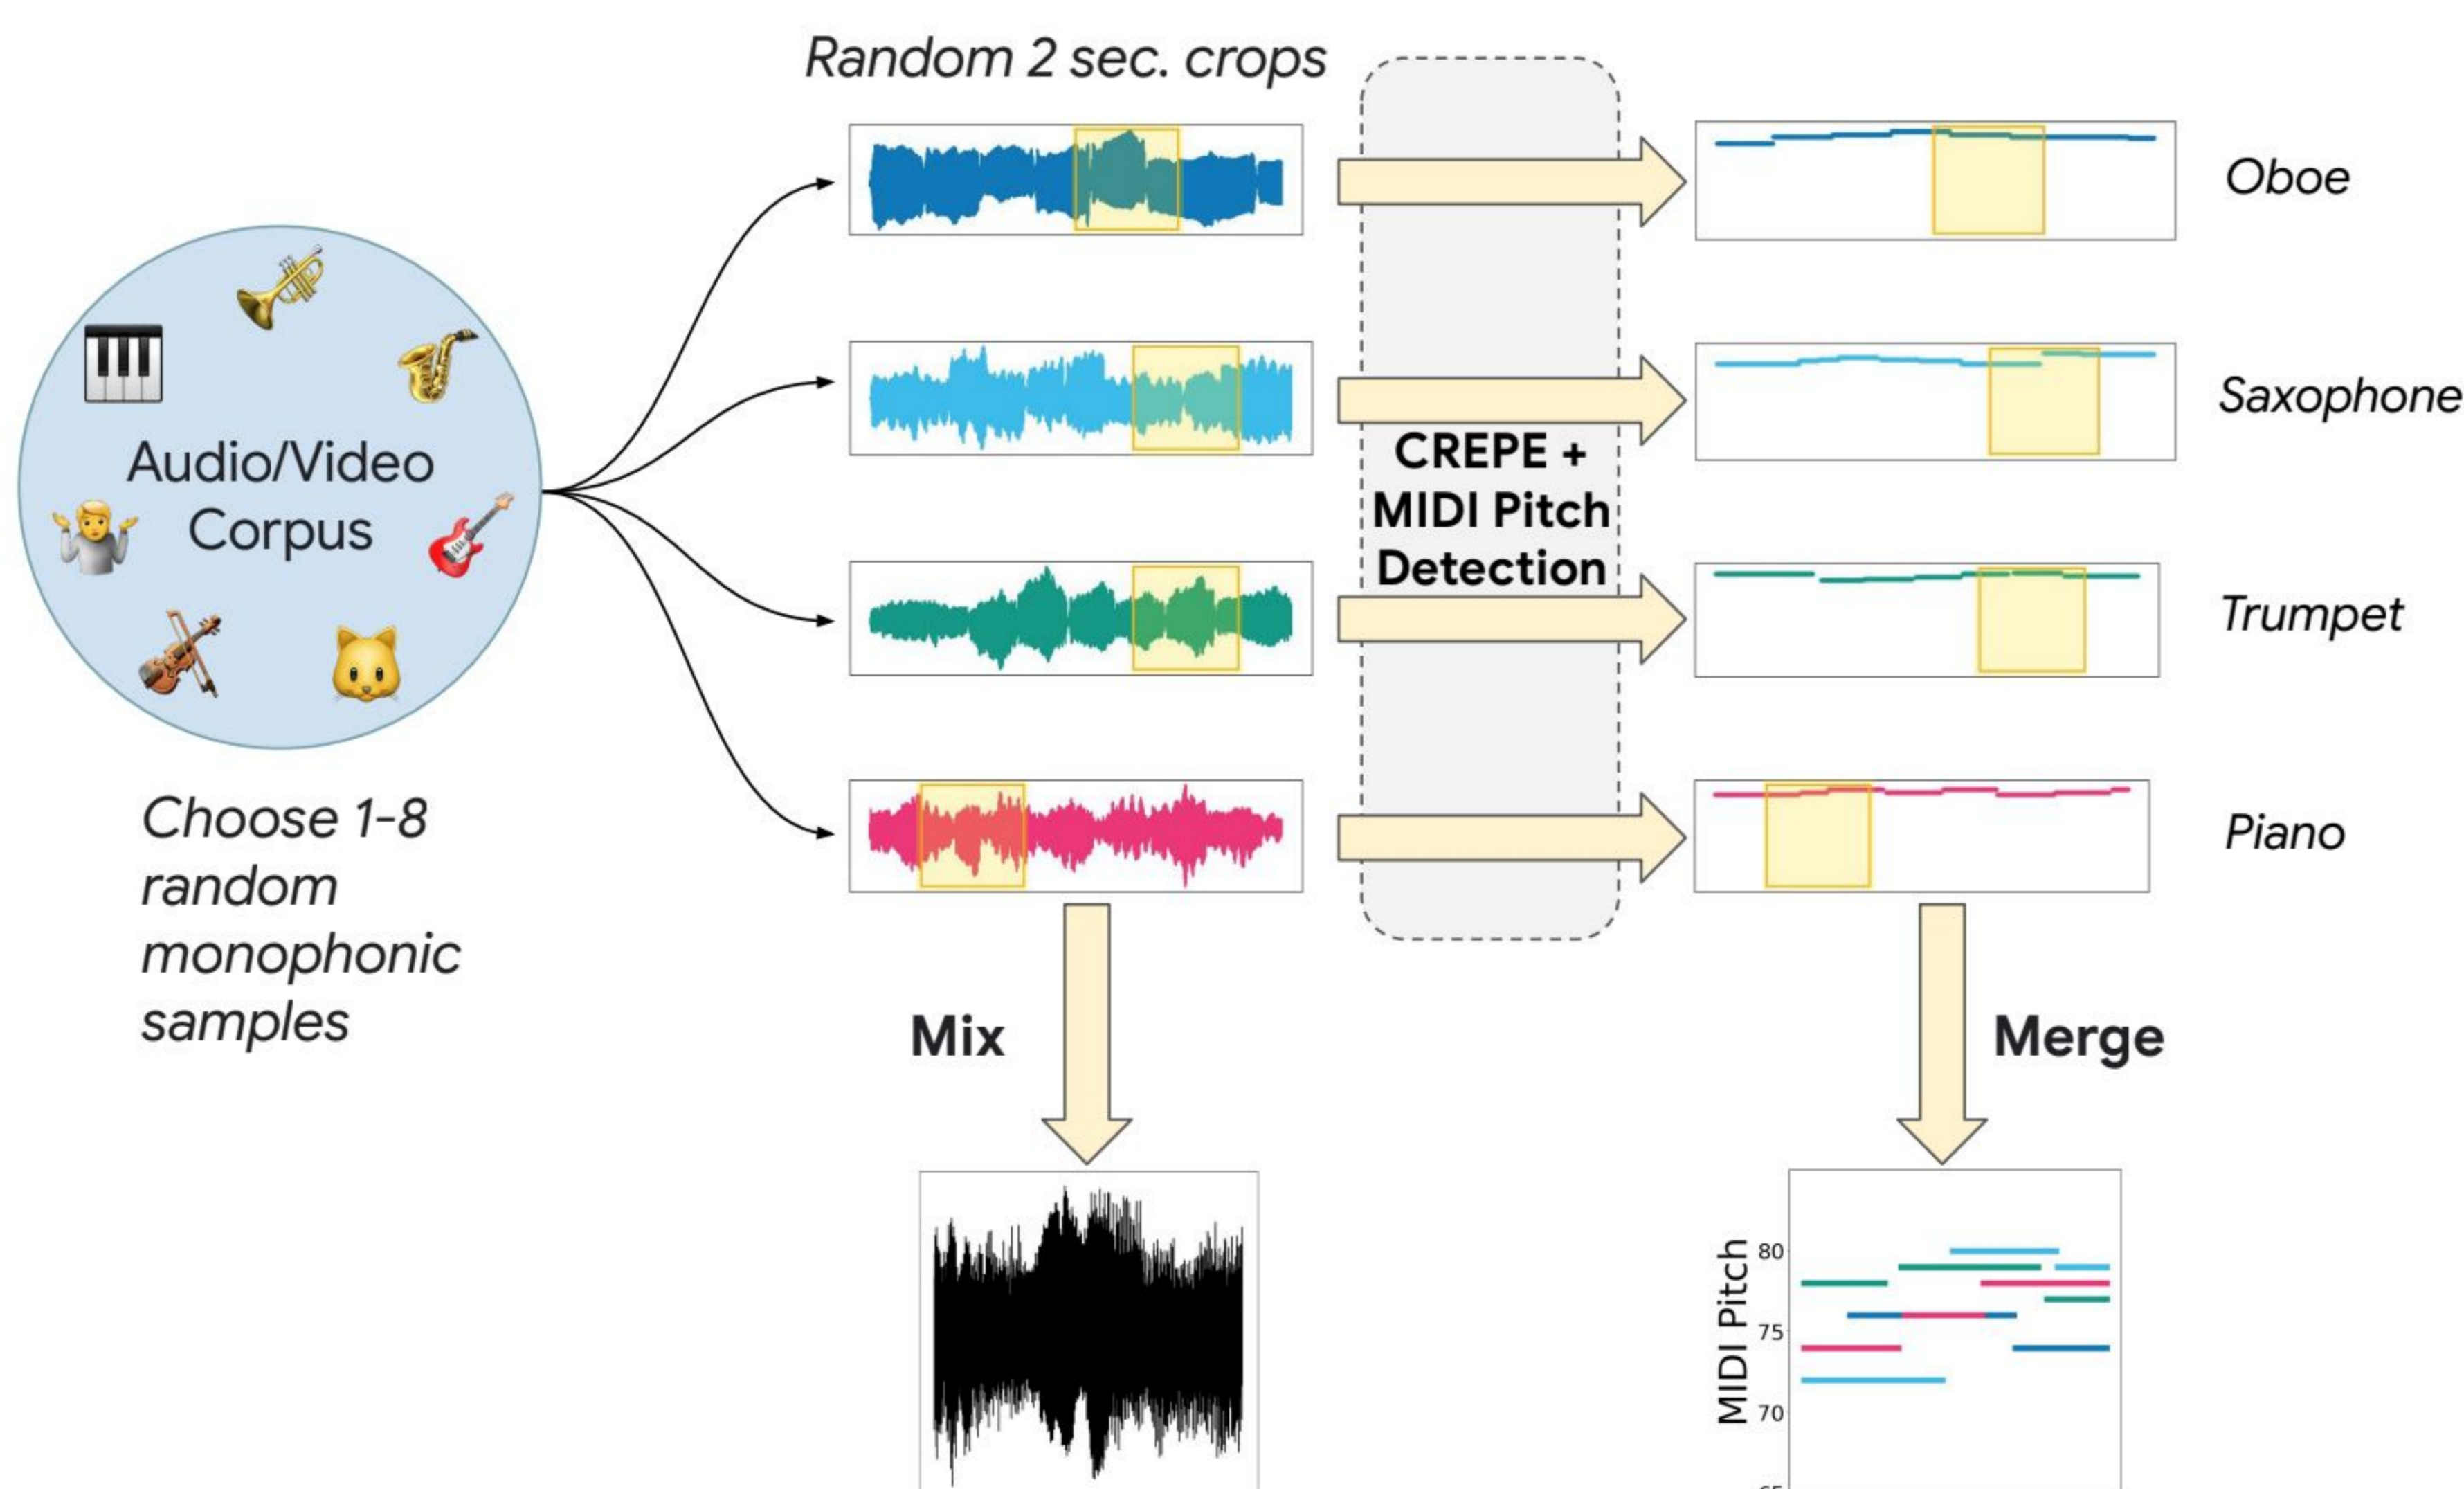 Random 2 sec. crops
Audio/Video
Corpus
Choose 1-8
random
monophonic
samples
CREPE +
MIDI Pitch
Detection
Oboe
Saxophone
Trumpet
Piano
Mix
Merge
MIDI Pitch
80
75
70